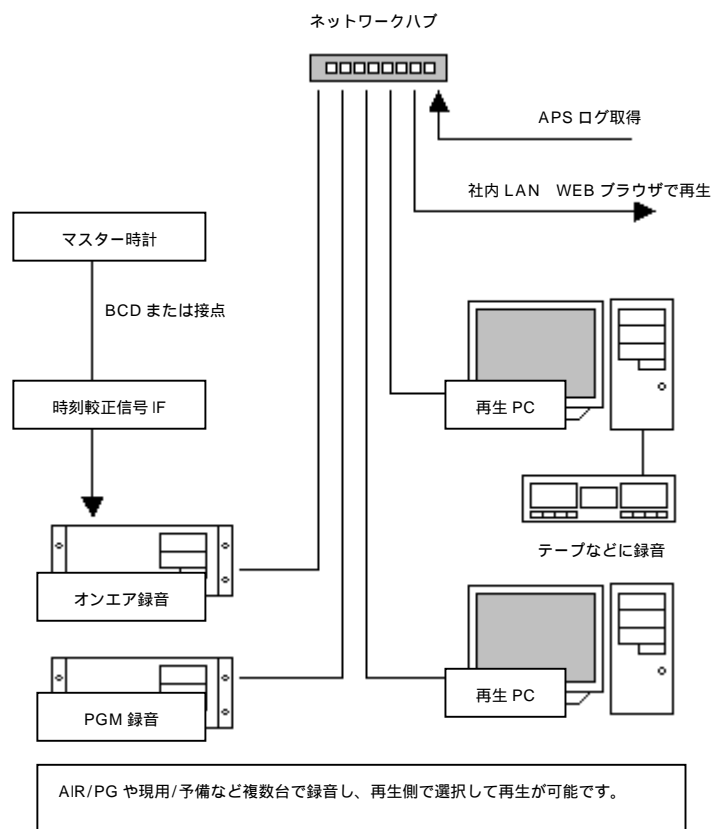 ネットワークハブ
APS ログ取得
社内 LAN　WEB ブラウザで再生
マスター時計
BCD または接点
時刻較正信号 IF
再生 PC
テープなどに録音
オンエア録音
再生 PC
PGM 録音
AIR/PG や現用/予備など複数台で録音し、再生側で選択して再生が可能です。